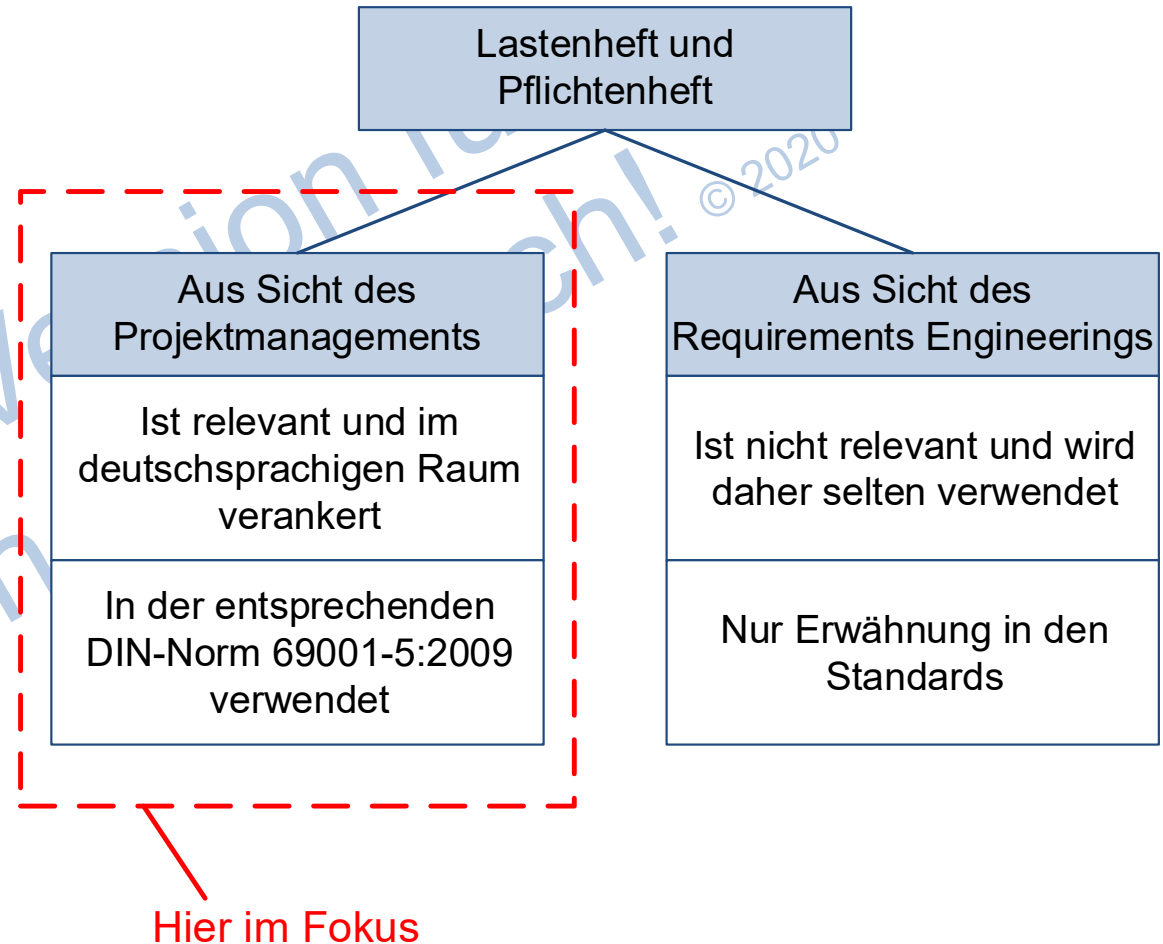 Lastenheft und
Pflichtenheft
© 2020
Aus Sicht des
Projektmanagements
Ist relevant und im
deutschsprachigen Raum
verankert
In der entsprechenden
DIN-Norm 69001-5:2009
verwendet
Aus Sicht des
Requirements Engineerings
Ist nicht relevant und wird
daher selten verwendet
Nur Erwähnung in den
Standards
Hier im Fokus